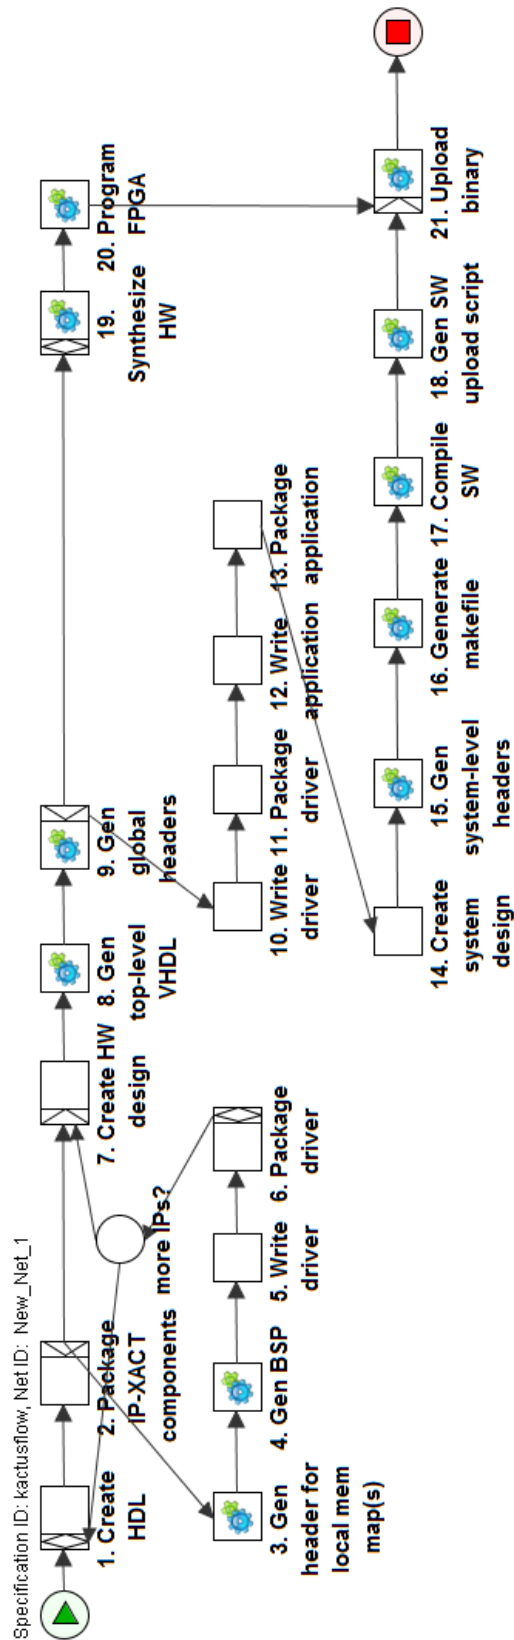 Specification ID: kactusflow, Net ID: New_Net_1
1. Create
HDL
2. Package
IP-XACT
components
more IPs?
7. Create HW
design
8. Gen
top-level
VHDL
9. Gen
global
headers
19.
Synthesize
HW
20. Program
FPGA
3. Gen
header for
local mem
map(s)
4. Gen BSP
5. Write
driver
6. Package
driver
10. Write
driver
11. Package
driver
12. Write
application
13. Package
application
14. Create
system
design
15. Gen
system-level
headers
16. Generate
makefile
17. Compile
SW
18. Gen SW
upload script
21. Upload
binary